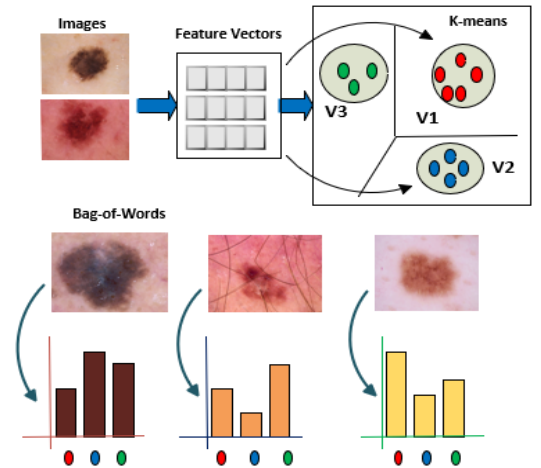 Images
Feature Vectors
K-means
V3
V1
V2
Bag-of-Words